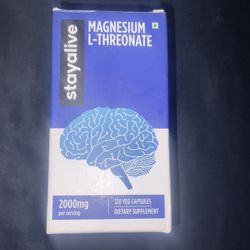 stayalive
MAGNESIUM
L-THREONATE
2000mg
per serving
120 VEG CAPSULES
DIETARY SUPPLEMENT